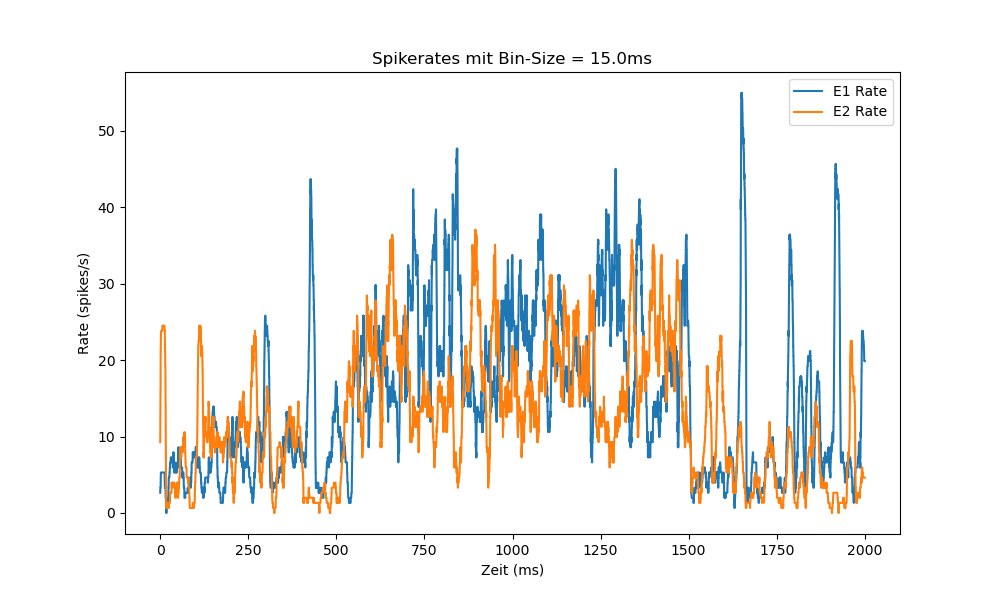 Spikerates mit Bin-Size = 15.0ms
E1 Rate
E2 Rate
50
40
30
20
10
0
Rate (spikes/s)
0 250 500 750 1000 1250 1500 1750 2000
Zeit (ms)